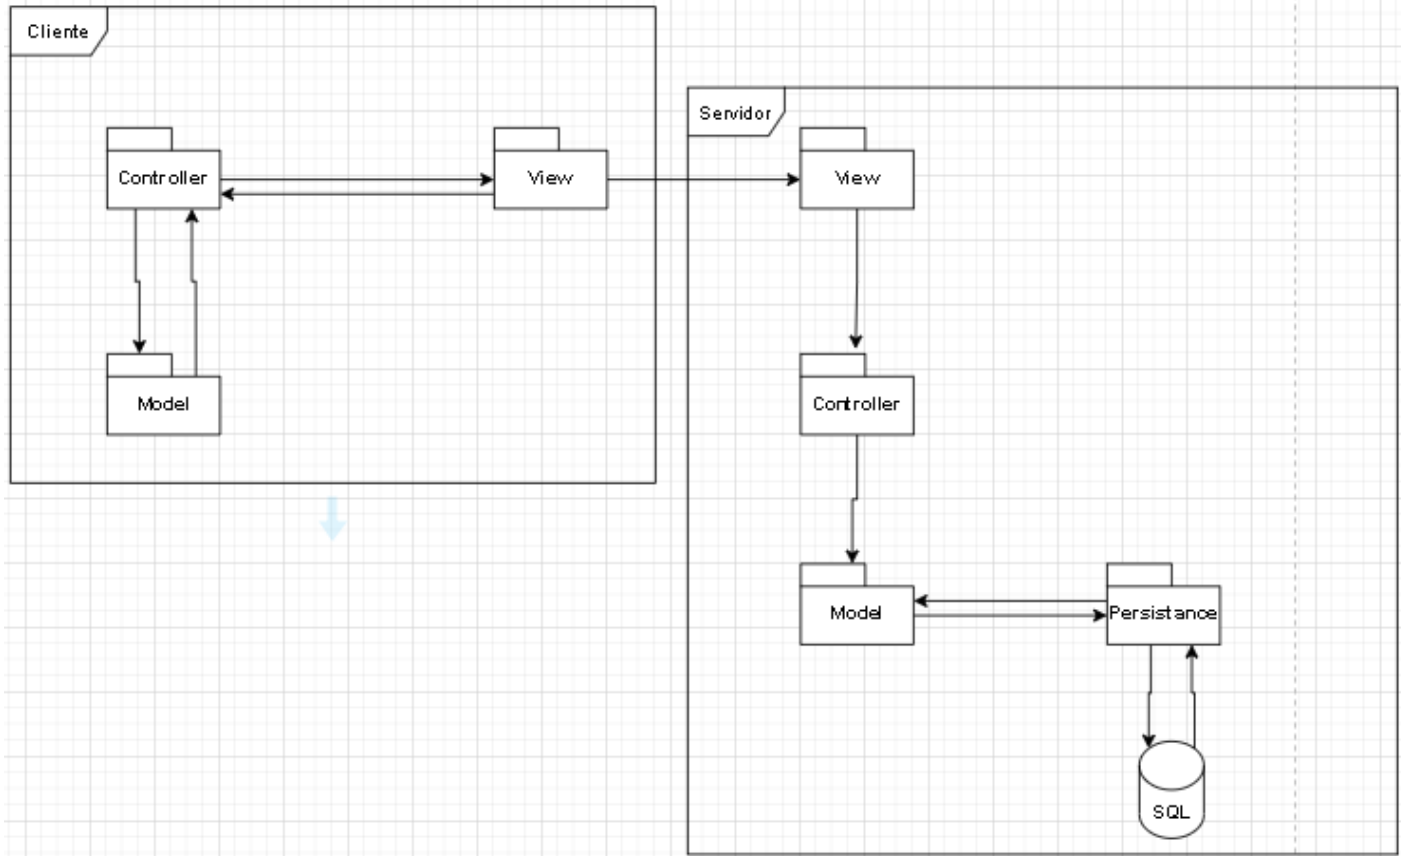 Cliente
Servidor
Controller
View
View
Model
Controller
Model
Persistance
SQL